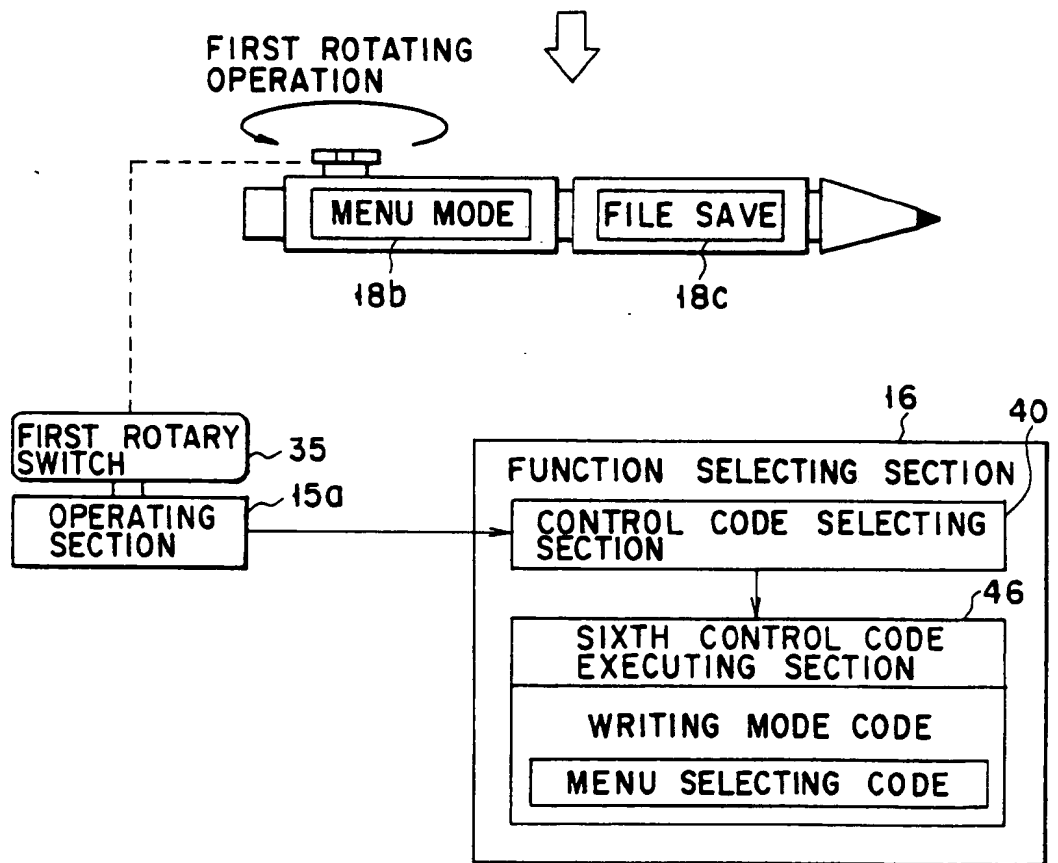 FIRST ROTATING
OPERATION
MENU MODE
FILE SAVE
18b
18c
FIRST ROTARY
SWITCH
35
OPERATING
SECTION
15a
16
40
FUNCTION SELECTING SECTION
CONTROL CODE SELECTING
SECTION
46
SIXTH CONTROL CODE
EXECUTING SECTION
WRITING MODE CODE
MENU SELECTING CODE